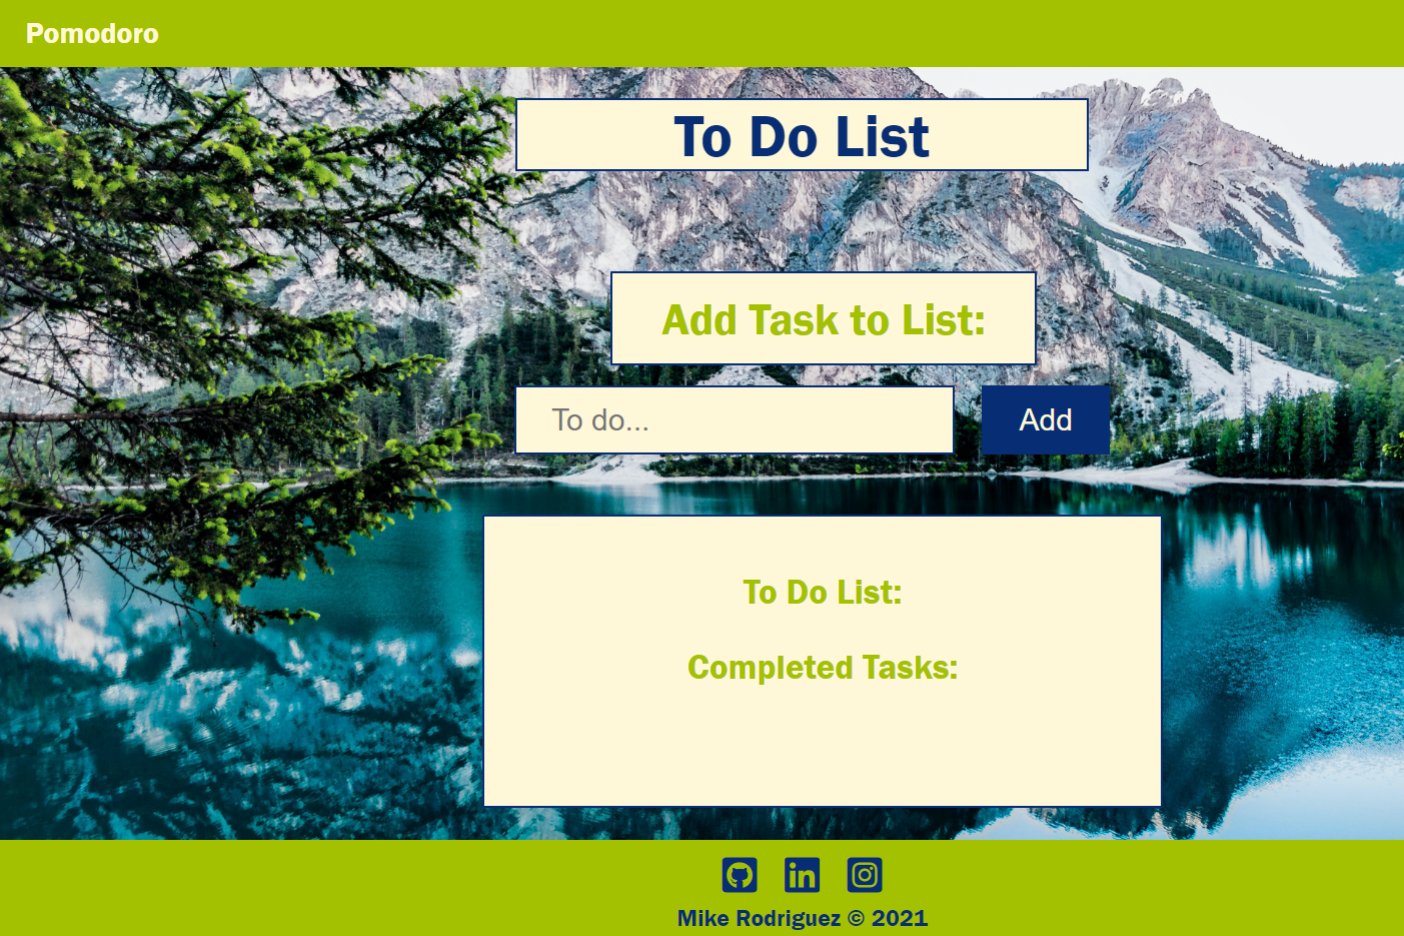 Pomodoro
To Do List
Add Task to List:
To do...
Add
To Do List:
Completed Tasks:
in
Mike Rodriguez © 2021